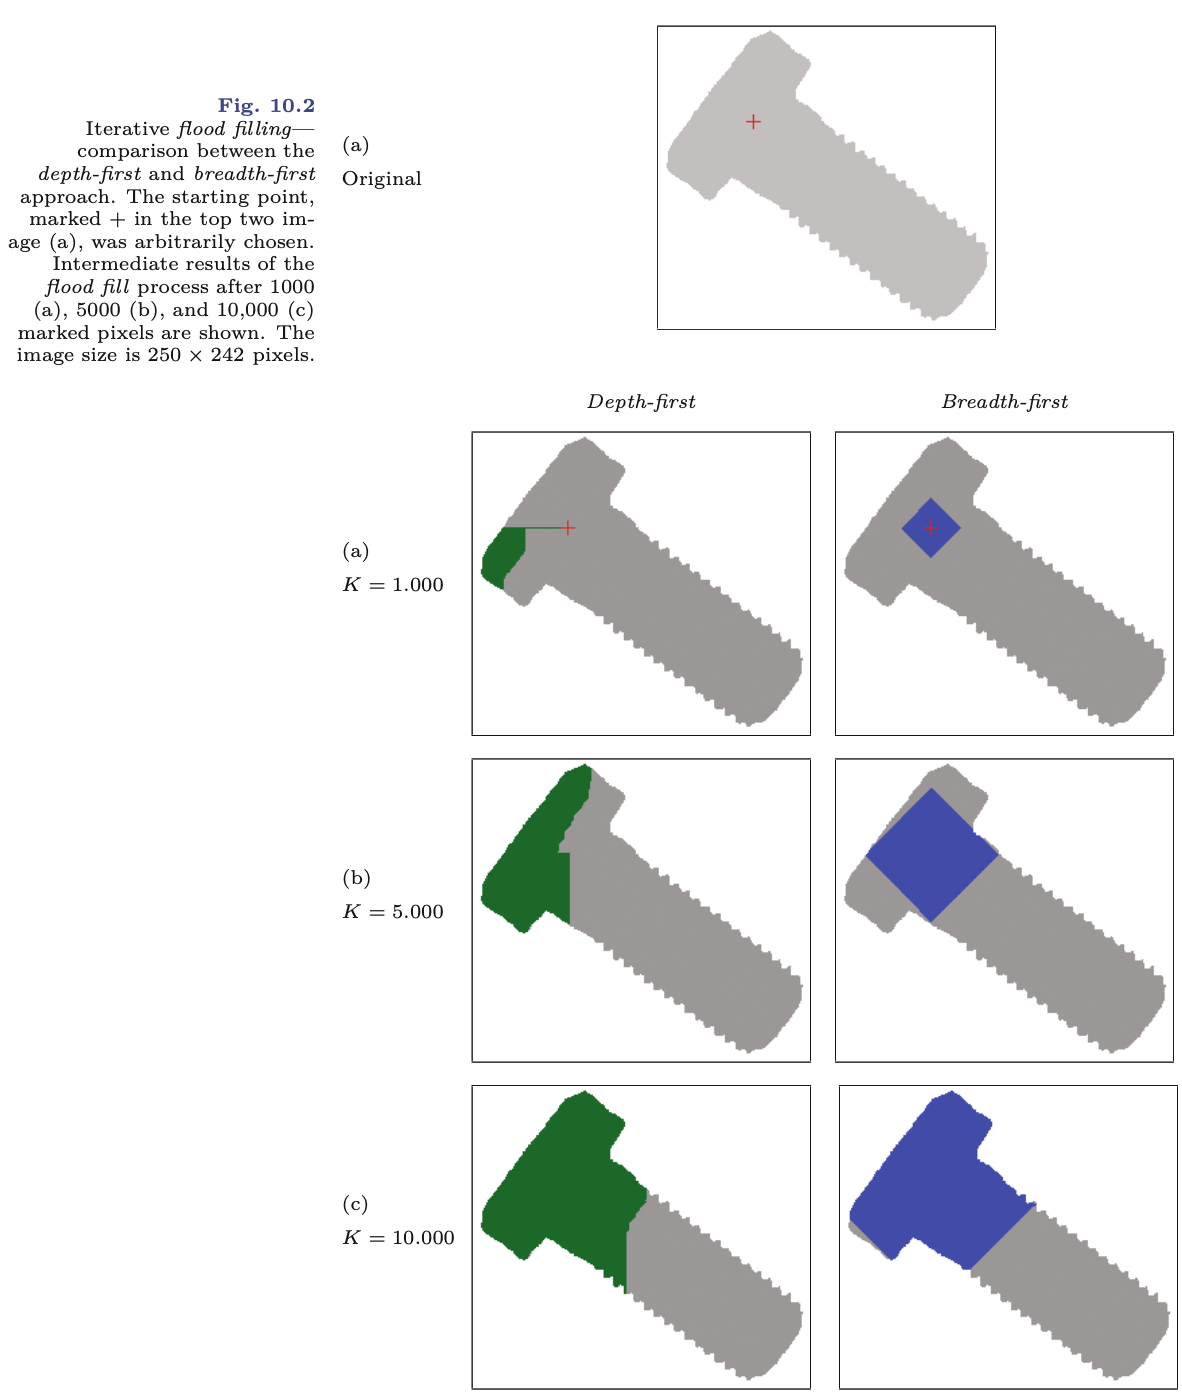 Fig. 10.2
Iterative flood filling—
comparison between the
depth-first and breadth-first
approach. The starting point,
marked + in the top two im-
age (a), was arbitrarily chosen.
Intermediate results of the
flood fill process after 1000
(a), 5000 (b), and 10,000 (c)
marked pixels are shown. The
image size is 250 × 242 pixels.
(a)
Original
Depth-first
Breadth-first
(a)
K = 1.000
(b)
K = 5.000
(c)
K = 10.000